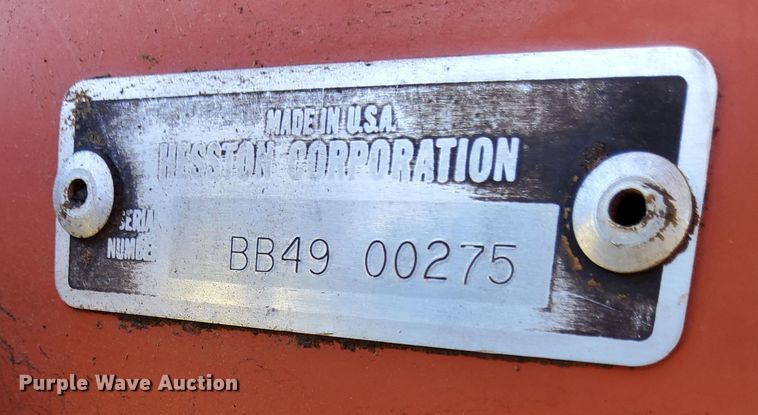 MADE IN U.S.A.
HESSTON CORPORATION
SERIAL
NUMBER
BB49 00275
Purple Wave Auction